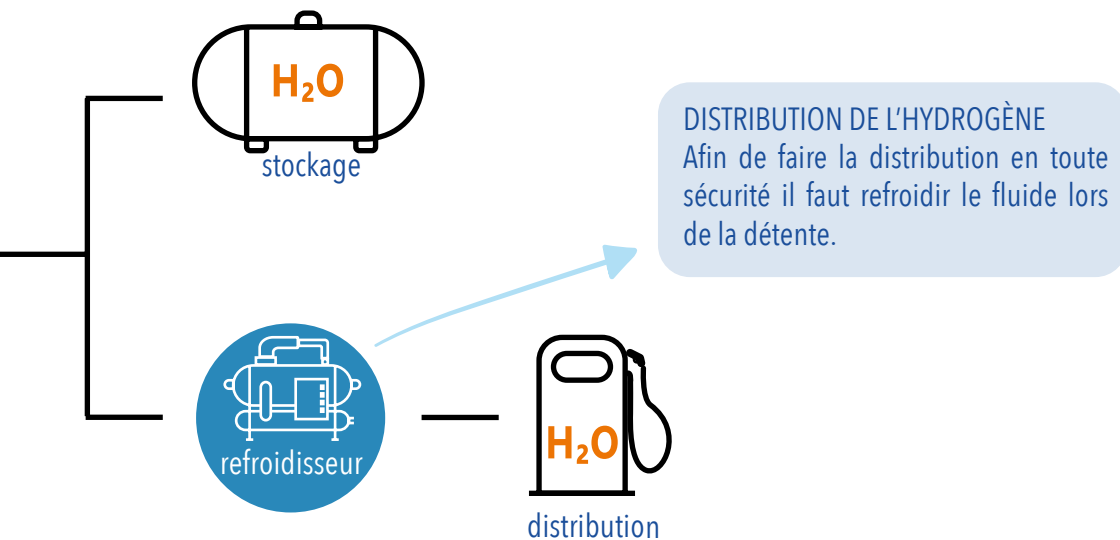 H₂O
stockage
DISTRIBUTION DE L'HYDROGÈNE
Afin de faire la distribution en toute
sécurité il faut refroidir le fluide lors
de la détente.
refroidisseur
H₂O
distribution